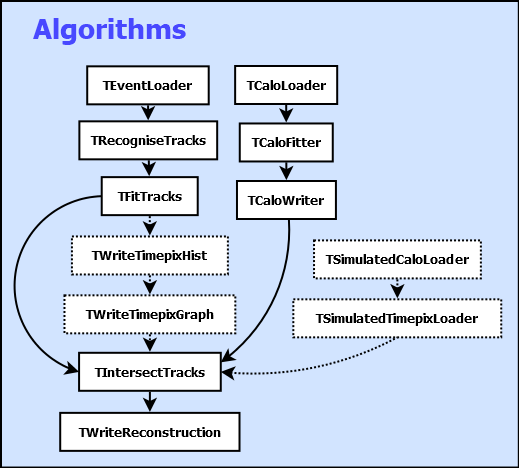 Algorithms
TEventLoader
TCaloLoader
TRecogniseTracks
TCaloFitter
TFitTracks
TCaloWriter
TWriteTimepixHist
TSimulatedCaloLoader
TWriteTimepixGraph
TSimulatedTimepixLoader
TIntersectTracks
TWriteReconstruction